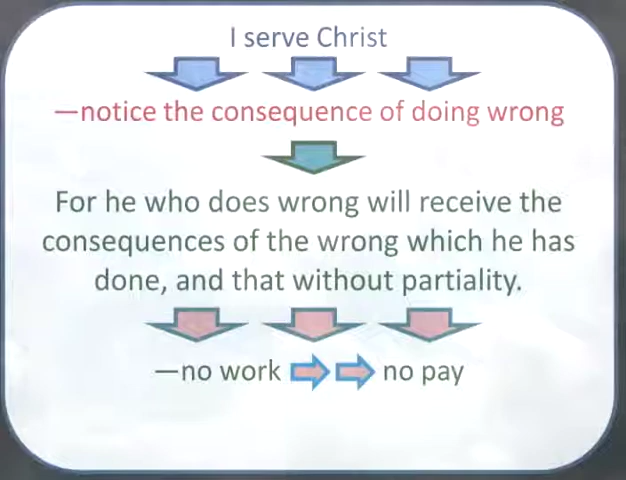 I serve Christ
—notice the consequence of doing wrong
For he who does wrong will receive the
consequences of the wrong which he has
done, and that without partiality.
—no work no pay